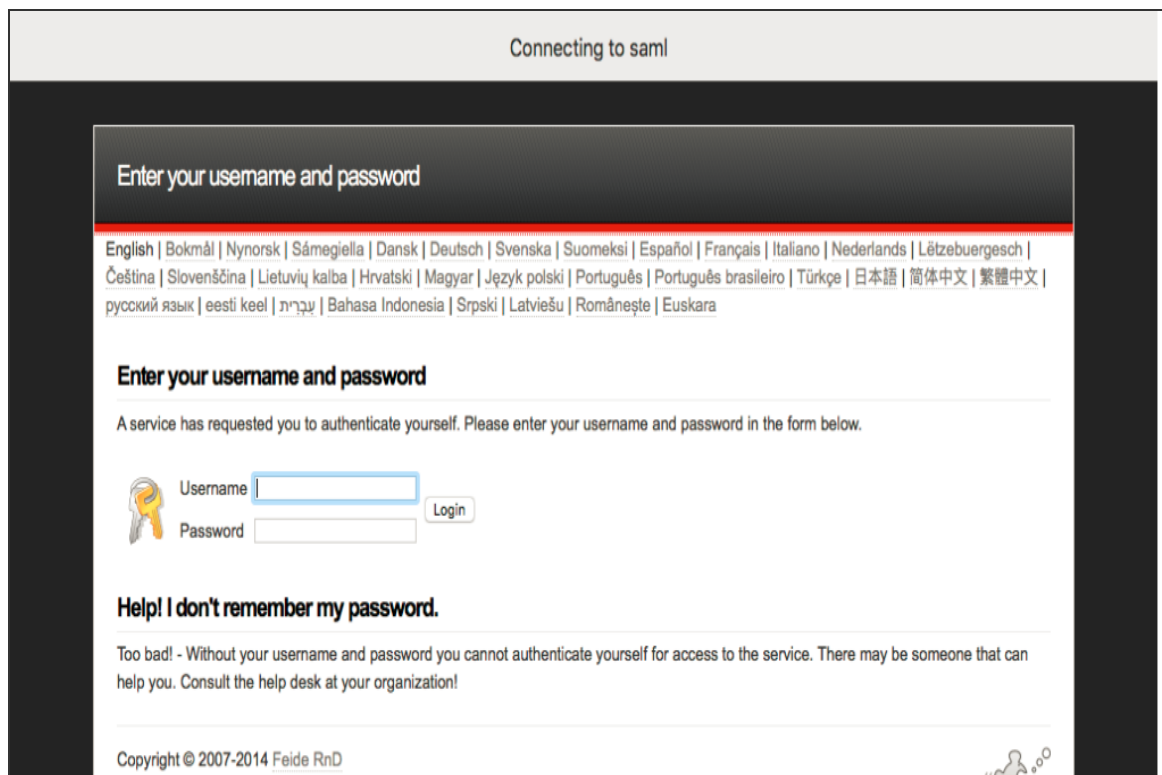 Connecting to saml
Enter your username and password
English | Bokmål | Nynorsk | Sámegiella | Dansk | Deutsch | Svenska | Suomeksi | Español | Français | Italiano | Nederlands | Lëtzebuergesch |
Čeština | Slovenščina | Lietuvių kalba | Hrvatski | Magyar | Język polski | Português | Português brasileiro | Türkçe | 日本語 | 简体中文 | 繁體中文 |
русский язык | eesti keel | עִבְרִית | Bahasa Indonesia | Srpski | Latviešu | Românește | Euskara
Enter your username and password
A service has requested you to authenticate yourself. Please enter your username and password in the form below.
Username
Login
Password
Help! I don't remember my password.
Too bad! - Without your username and password you cannot authenticate yourself for access to the service. There may be someone that can
help you. Consult the help desk at your organization!
Copyright © 2007-2014 Feide RnD